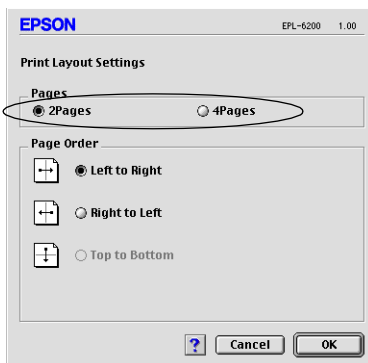 EPSON EPL-6200 1.00
Print Layout Settings
Pages
2Pages 4Pages
Page Order
Left to Right
Right to Left
Top to Bottom
? Cancel OK